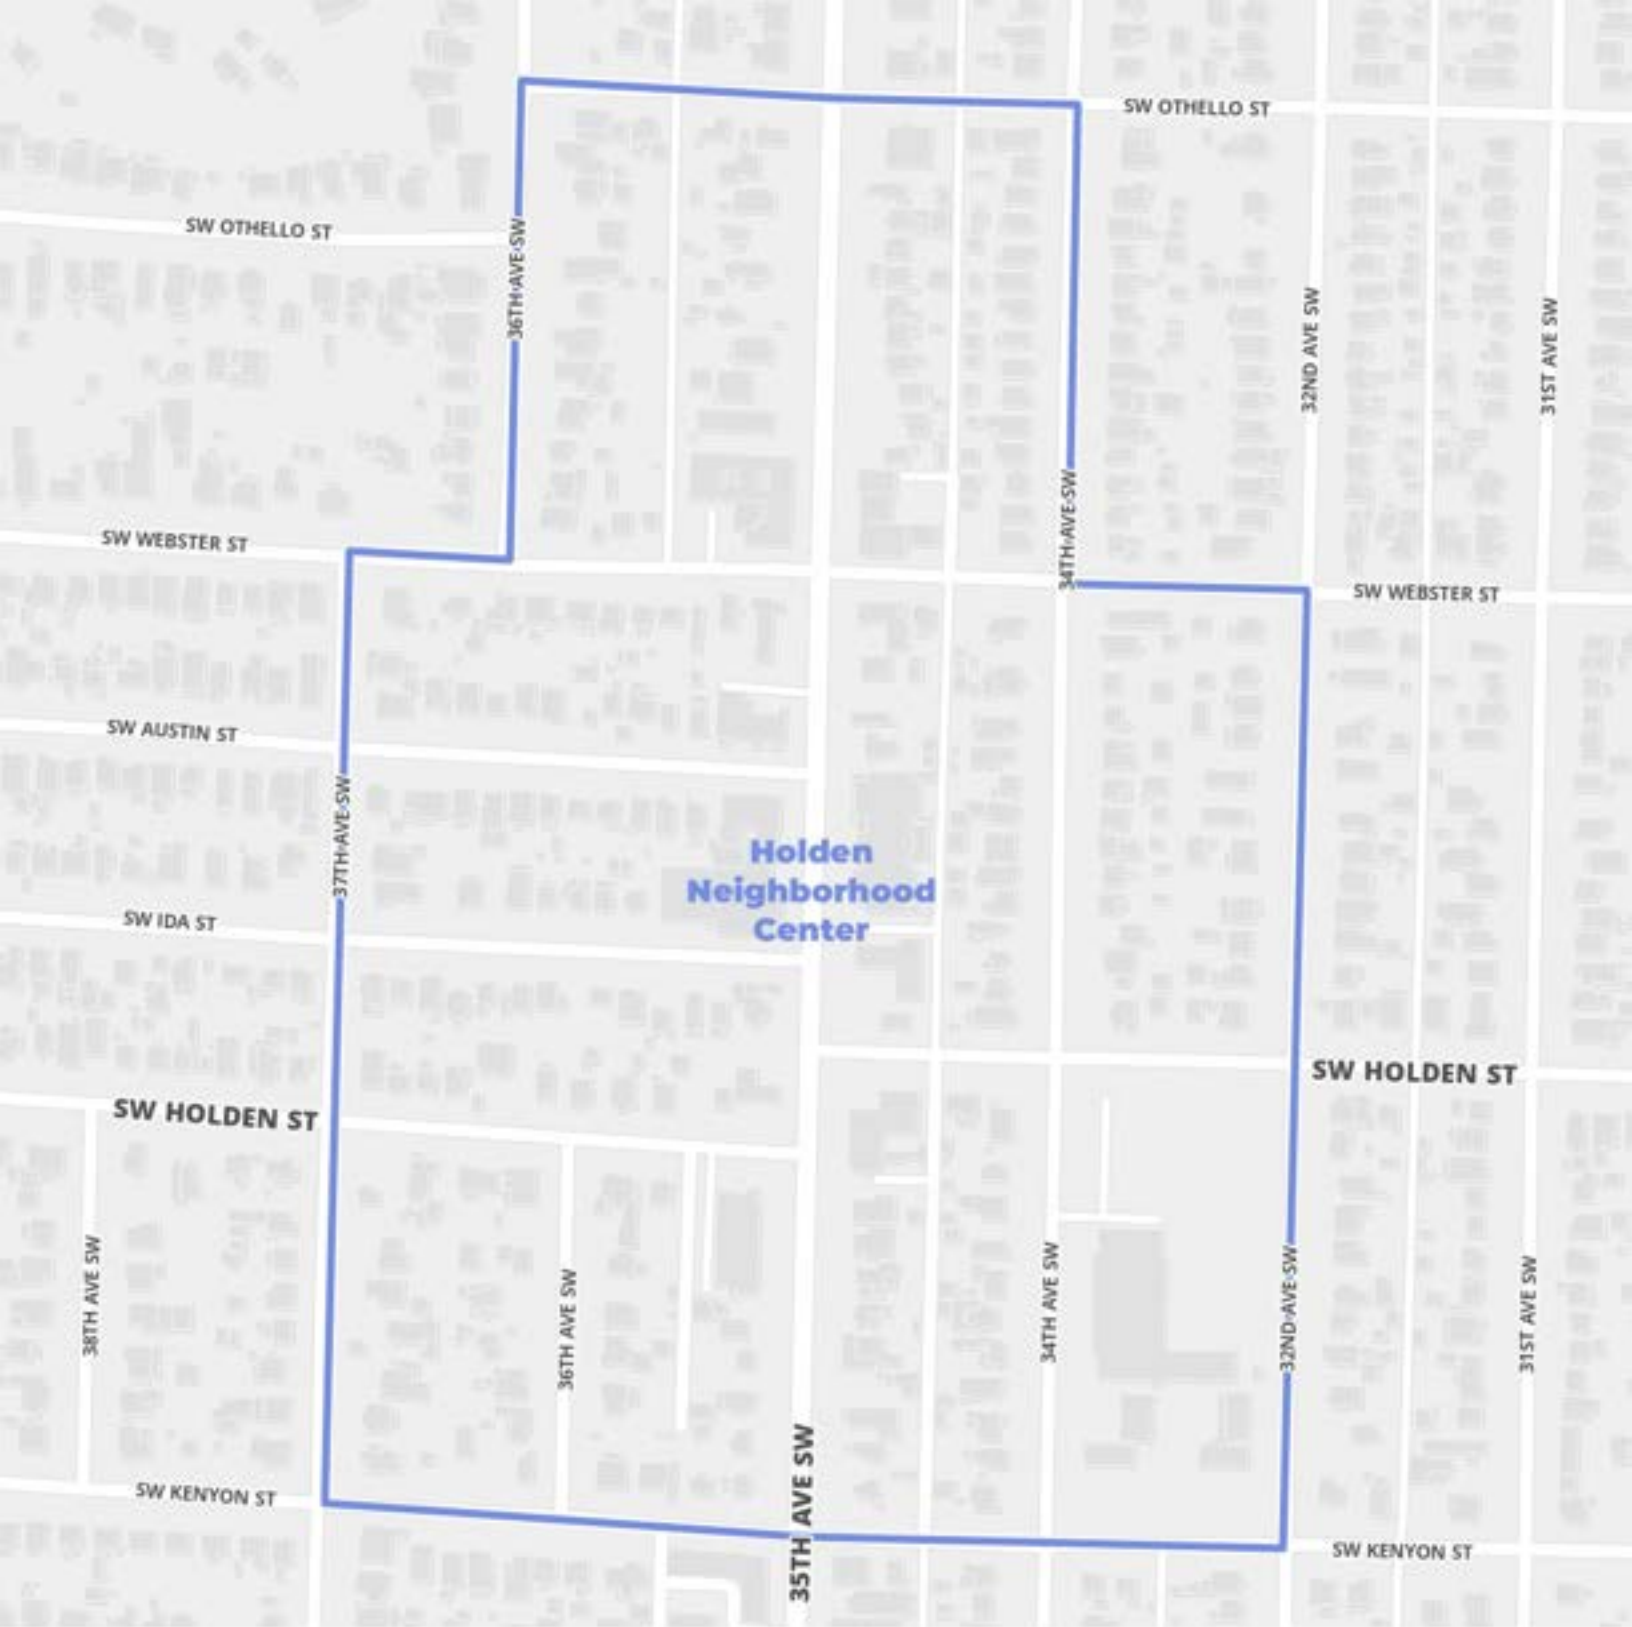 SW OTHELLO ST
SW OTHELLO ST
36TH AVE SW
32ND AVE SW
31ST AVE SW
34TH AVE SW
SW WEBSTER ST
SW WEBSTER ST
SW AUSTIN ST
37TH AVE SW
Holden
Neighborhood
Center
SW IDA ST
SW HOLDEN ST
SW HOLDEN ST
38TH AVE SW
36TH AVE SW
34TH AVE SW
32ND AVE SW
31ST AVE SW
35TH AVE SW
SW KENYON ST
SW KENYON ST